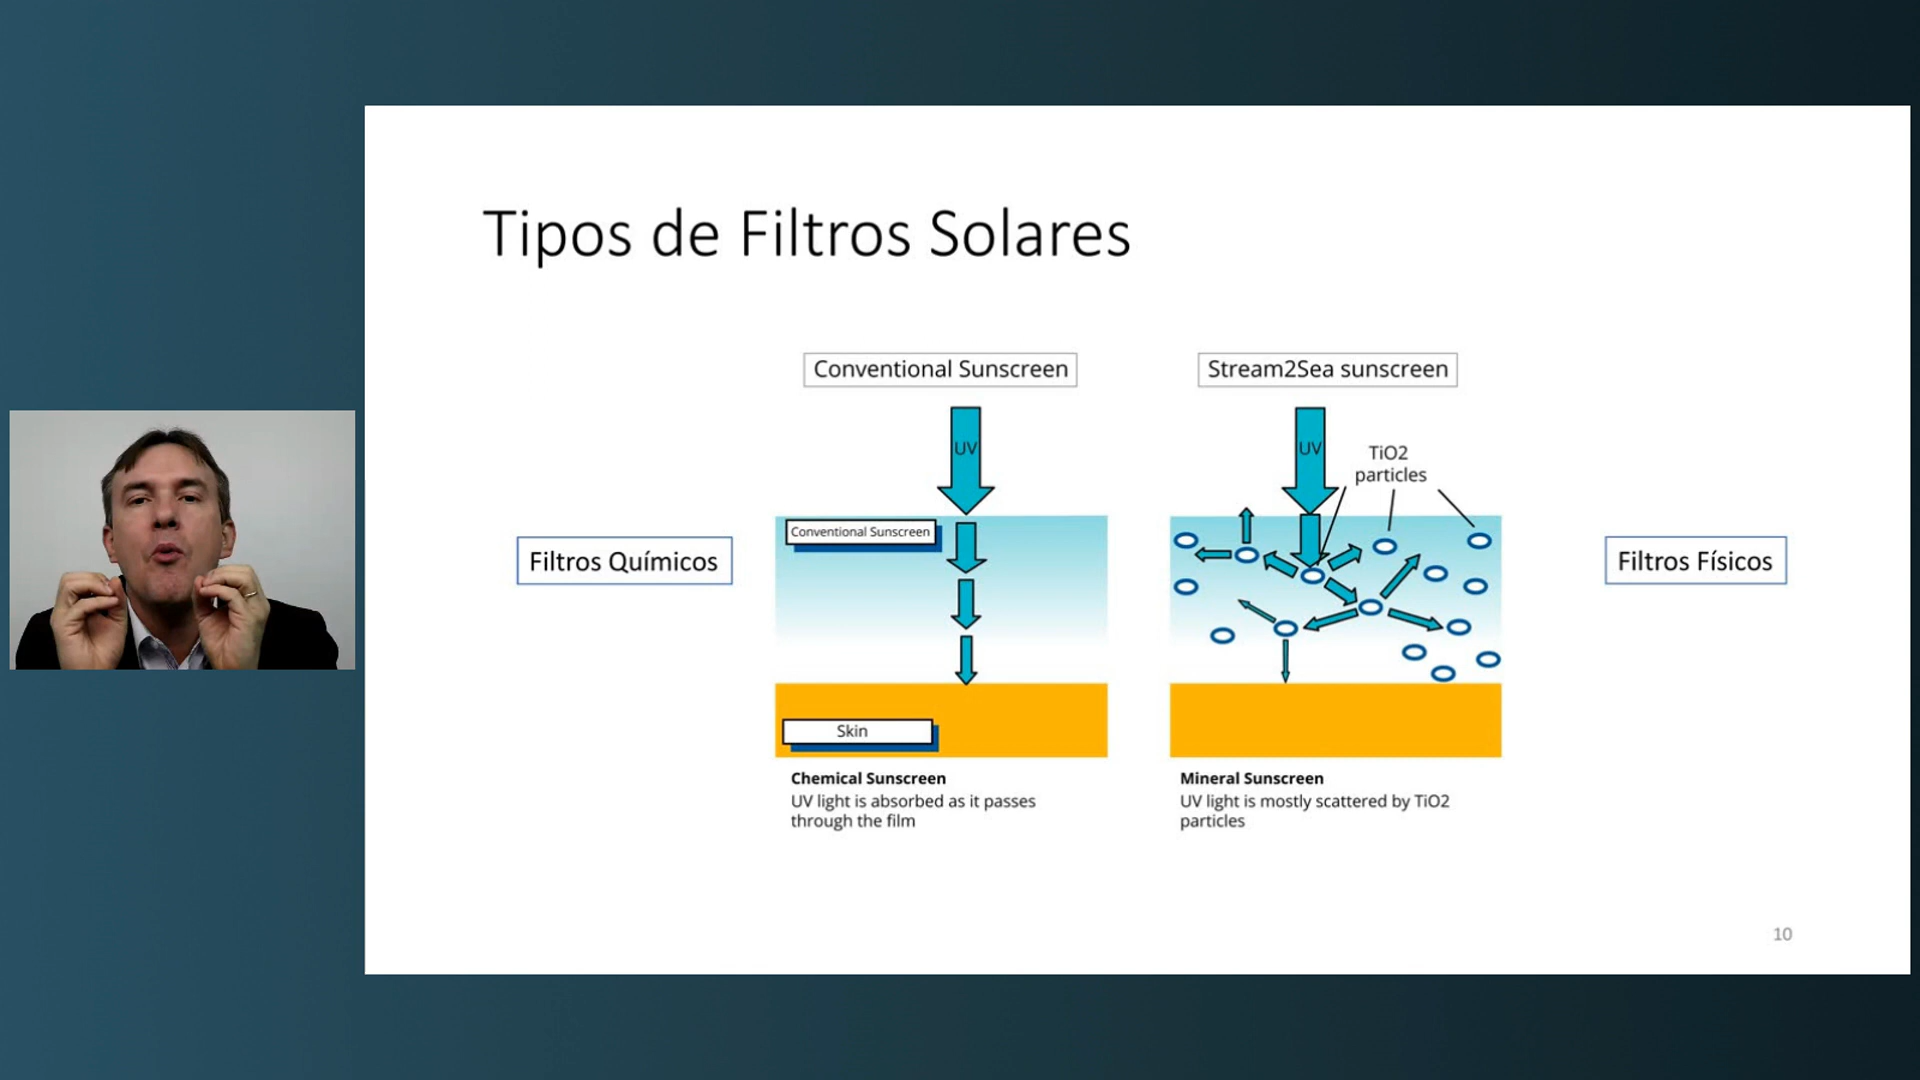 Tipos de Filtros Solares
Conventional Sunscreen
Stream2Sea sunscreen
UV
UV
TiO2
particles
Conventional Sunscreen
Filtros Químicos
Filtros Físicos
Skin
Chemical Sunscreen
UV light is absorbed as it passes
through the film
Mineral Sunscreen
UV light is mostly scattered by TiO2
particles
10